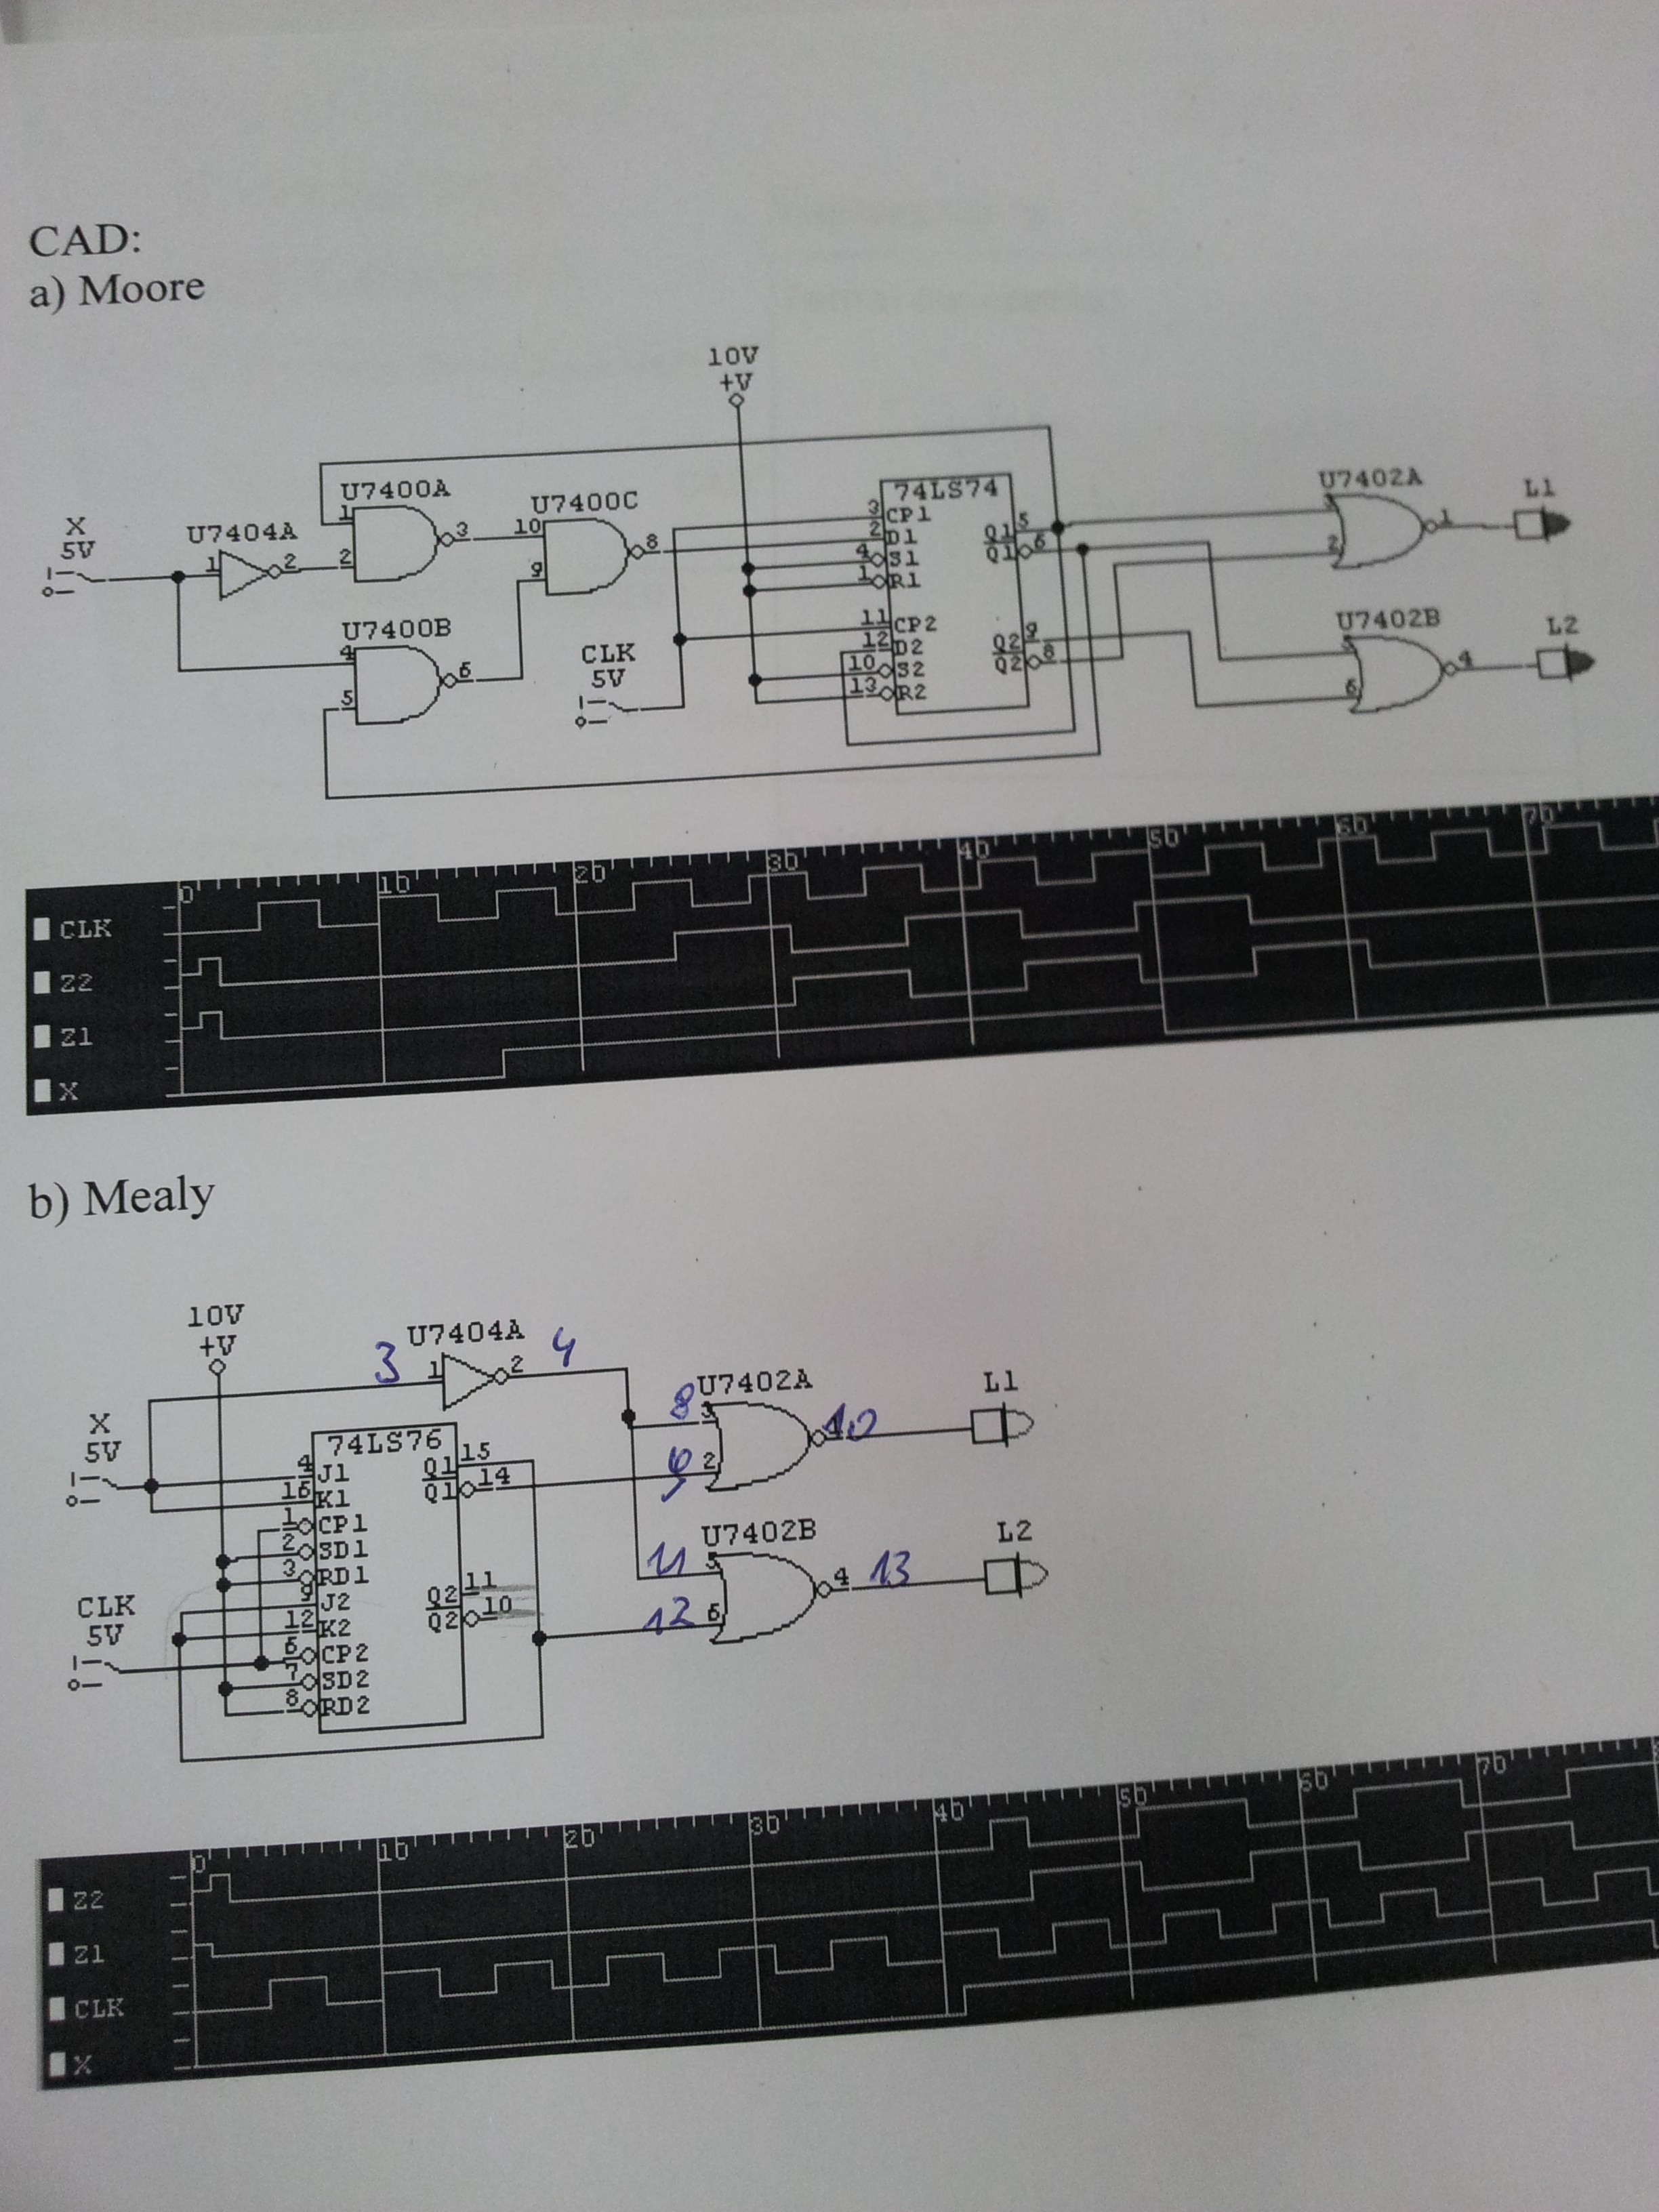 CAD:
a) Moore
10V
+V
U7400A
U7400C
74LS74
U7402A
L1
X
5V
U7404A
1
2
1
2
3
10
9
8
3 CP1
2 D1
4 S1
1 R1
Q1 5
Q1 6
2
1
U7400B
4
5
6
CLK
5V
11 CP2
12 D2
10 S2
13 R2
Q2 9
Q2 8
U7402B
L2
6
4
0 10 20 30 40 50 60 70
CLK
Z2
Z1
X
b) Mealy
10V
+V
3
U7404A
1
2
4
X
5V
74LS76
4 J1
16 K1
1 CP1
2 SD1
3 RD1
9 J2
12 K2
6 CP2
7 SD2
8 RD2
Q1 15
Q1 14
Q2 11
Q2 10
CLK
5V
8
U7402A
2
10
L1
11
U7402B
12
6
4
13
L2
0 10 20 30 40 50 60 70
Z2
Z1
CLK
X